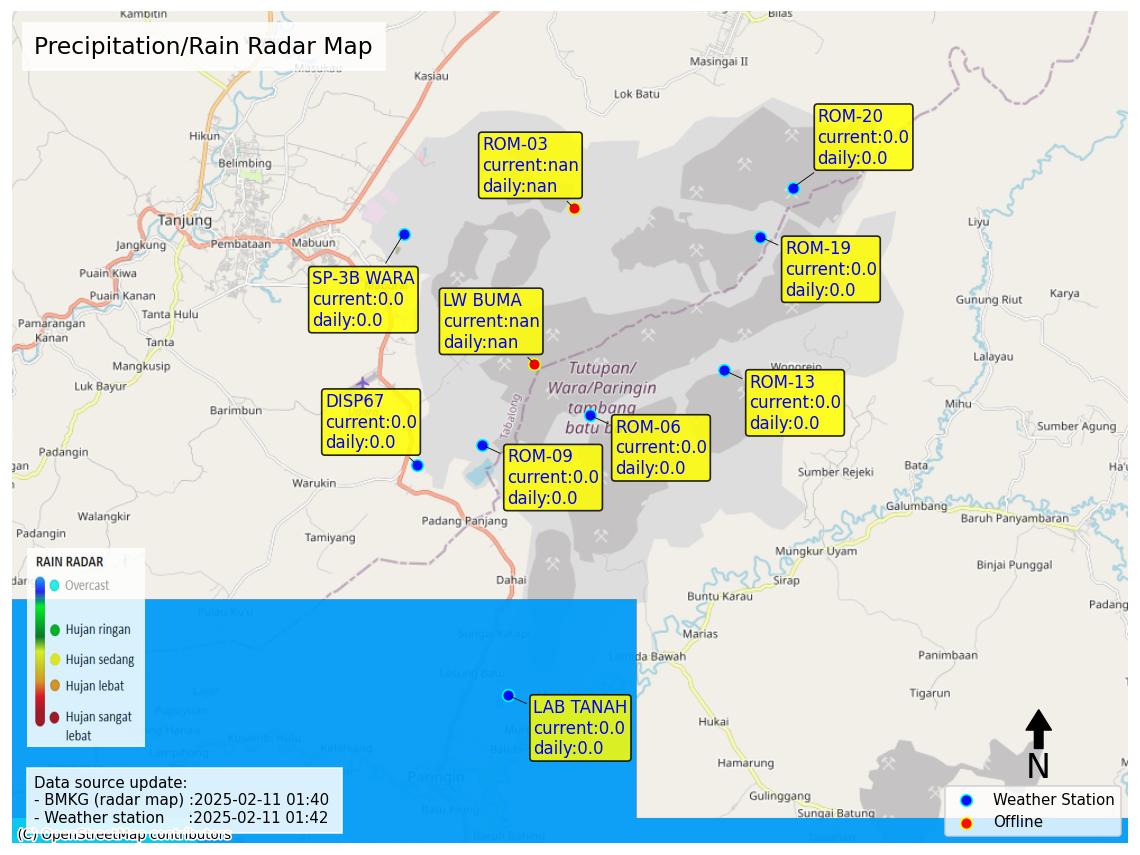 Kambitin
Bilas
Precipitation/Rain Radar Map
Masukau
Kasiau
Masingai II
Lok Batu
ROM-20
current:0.0
daily:0.0
Hikun
ROM-03
current:nan
daily:nan
Belimbing
Tanjung
Liyu
Jangkung
Pembataan
Mabuun
ROM-19
current:0.0
daily:0.0
Puain Kiwa
SP-3B WARA
current:0.0
daily:0.0
Puain Kanan
LW BUMA
current:nan
daily:nan
Gunung Riut
Karya
Tanta Hulu
Pamarangan
Kanan
Tanta
Lalayau
Mangkusip
Wonorejo
Tutupan/
Wara/Paringin
tambang
batu b
Luk Bayur
ROM-13
current:0.0
daily:0.0
DISP67
current:0.0
daily:0.0
Barimbun
Tabalong
Mihu
ROM-06
current:0.0
daily:0.0
Sumber Agung
ROM-09
current:0.0
daily:0.0
gan
Bata
Ha'u
Sumber Rejeki
Warukin
Galumbang
Walangkir
Padang Panjang
Baruh Panyambaran
Padangin
Tamiyang
Mungkur Uyam
RAIN RADAR
Binjai Punggal
Dahai
Sirap
Overcast
Buntu Karau
Padang
Hujan ringan
Sungai Katapi
Marias
Hujan sedang
Panimbaan
Hujan lebat
Tigarun
Hujan sangat
lebat
LAB TANAH
current:0.0
daily:0.0
Hukai
Hamarung
N
Paringin
Data source update:
- BMKG (radar map) :2025-02-11 01:40
- Weather station :2025-02-11 01:42
Gulinggang
Weather Station
Offline
Sungai Batung
(C) OpenStreetMap contributors